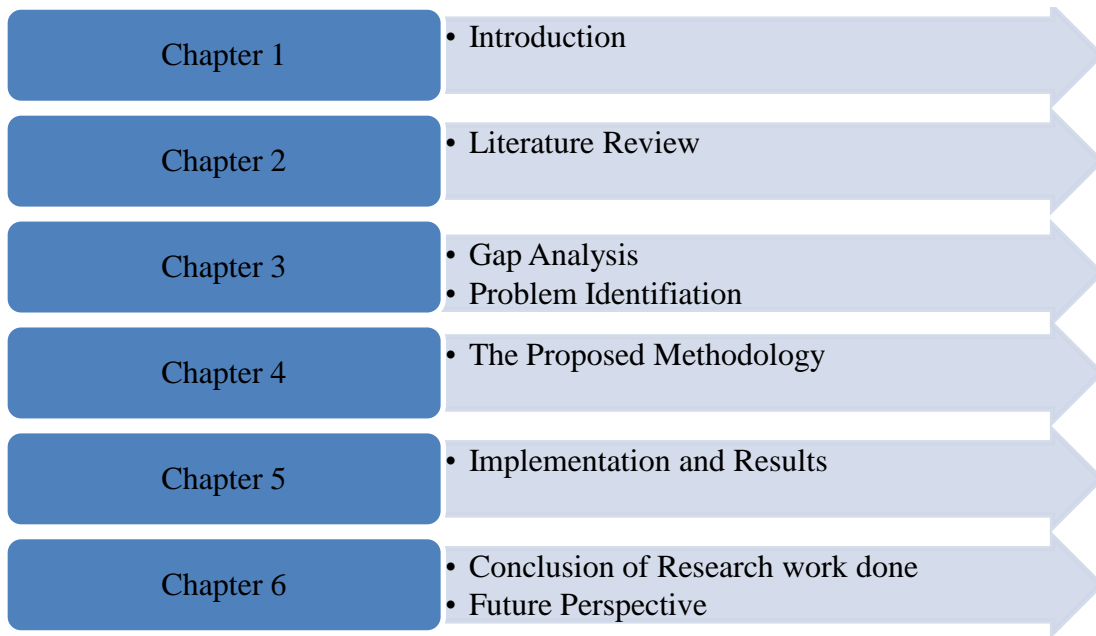 Chapter 1
• Introduction
Chapter 2
• Literature Review
Chapter 3
• Gap Analysis
• Problem Identifiation
Chapter 4
• The Proposed Methodology
Chapter 5
• Implementation and Results
Chapter 6
• Conclusion of Research work done
• Future Perspective